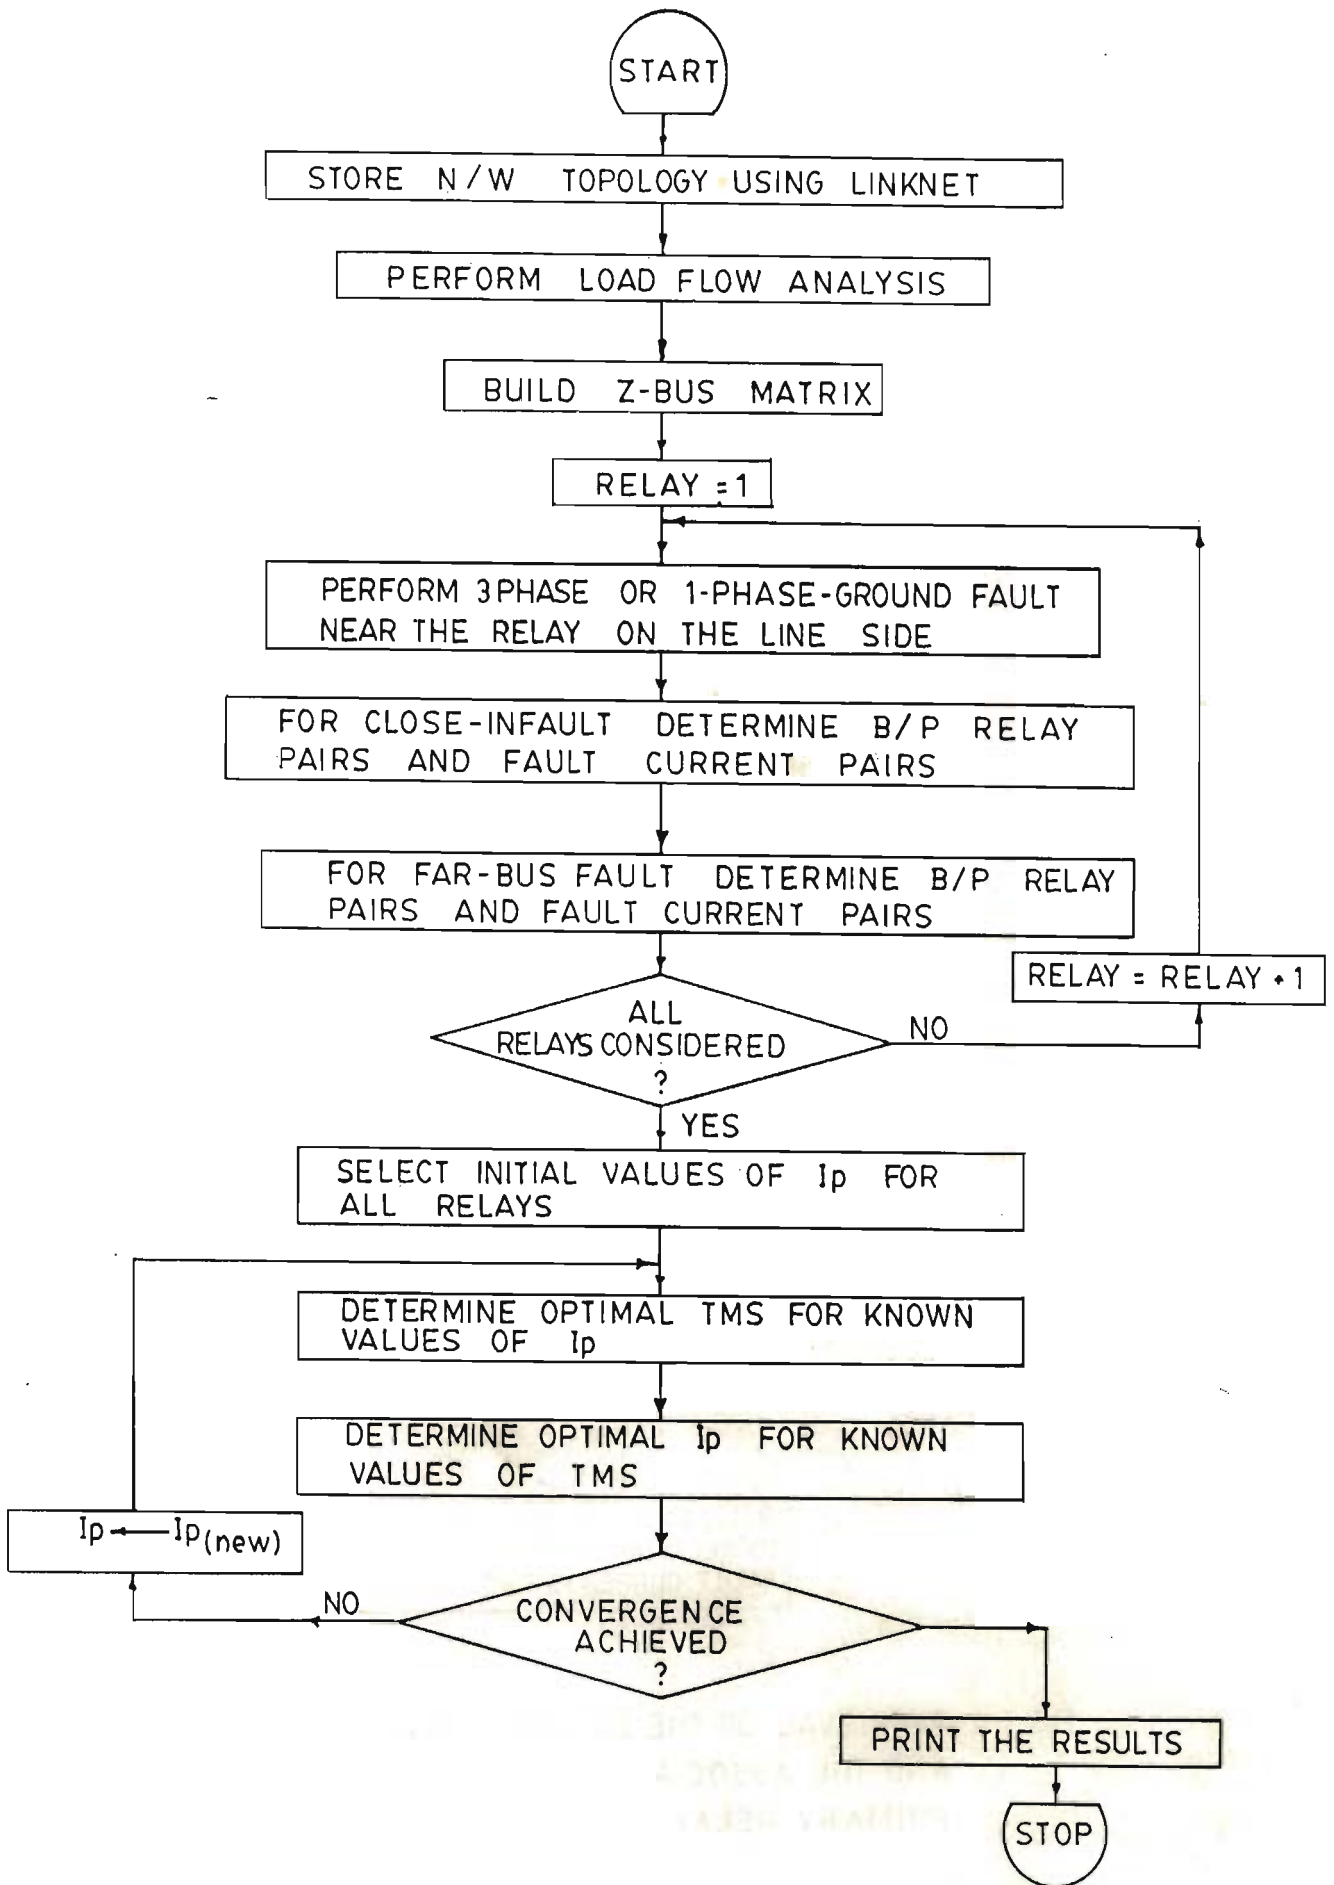 START
STORE N/W TOPOLOGY USING LINKNET
PERFORM LOAD FLOW ANALYSIS
BUILD Z-BUS MATRIX
RELAY = 1
PERFORM 3PHASE OR 1-PHASE-GROUND FAULT
NEAR THE RELAY ON THE LINE SIDE
FOR CLOSE-INFAULT DETERMINE B/P RELAY
PAIRS AND FAULT CURRENT PAIRS
FOR FAR-BUS FAULT DETERMINE B/P RELAY
PAIRS AND FAULT CURRENT PAIRS
RELAY = RELAY + 1
ALL
RELAYS CONSIDERED
?
NO
YES
SELECT INITIAL VALUES OF Ip FOR
ALL RELAYS
DETERMINE OPTIMAL TMS FOR KNOWN
VALUES OF Ip
DETERMINE OPTIMAL Ip FOR KNOWN
VALUES OF TMS
Ip ← Ip(new)
NO
CONVERGENCE
ACHIEVED
?
PRINT THE RESULTS
STOP